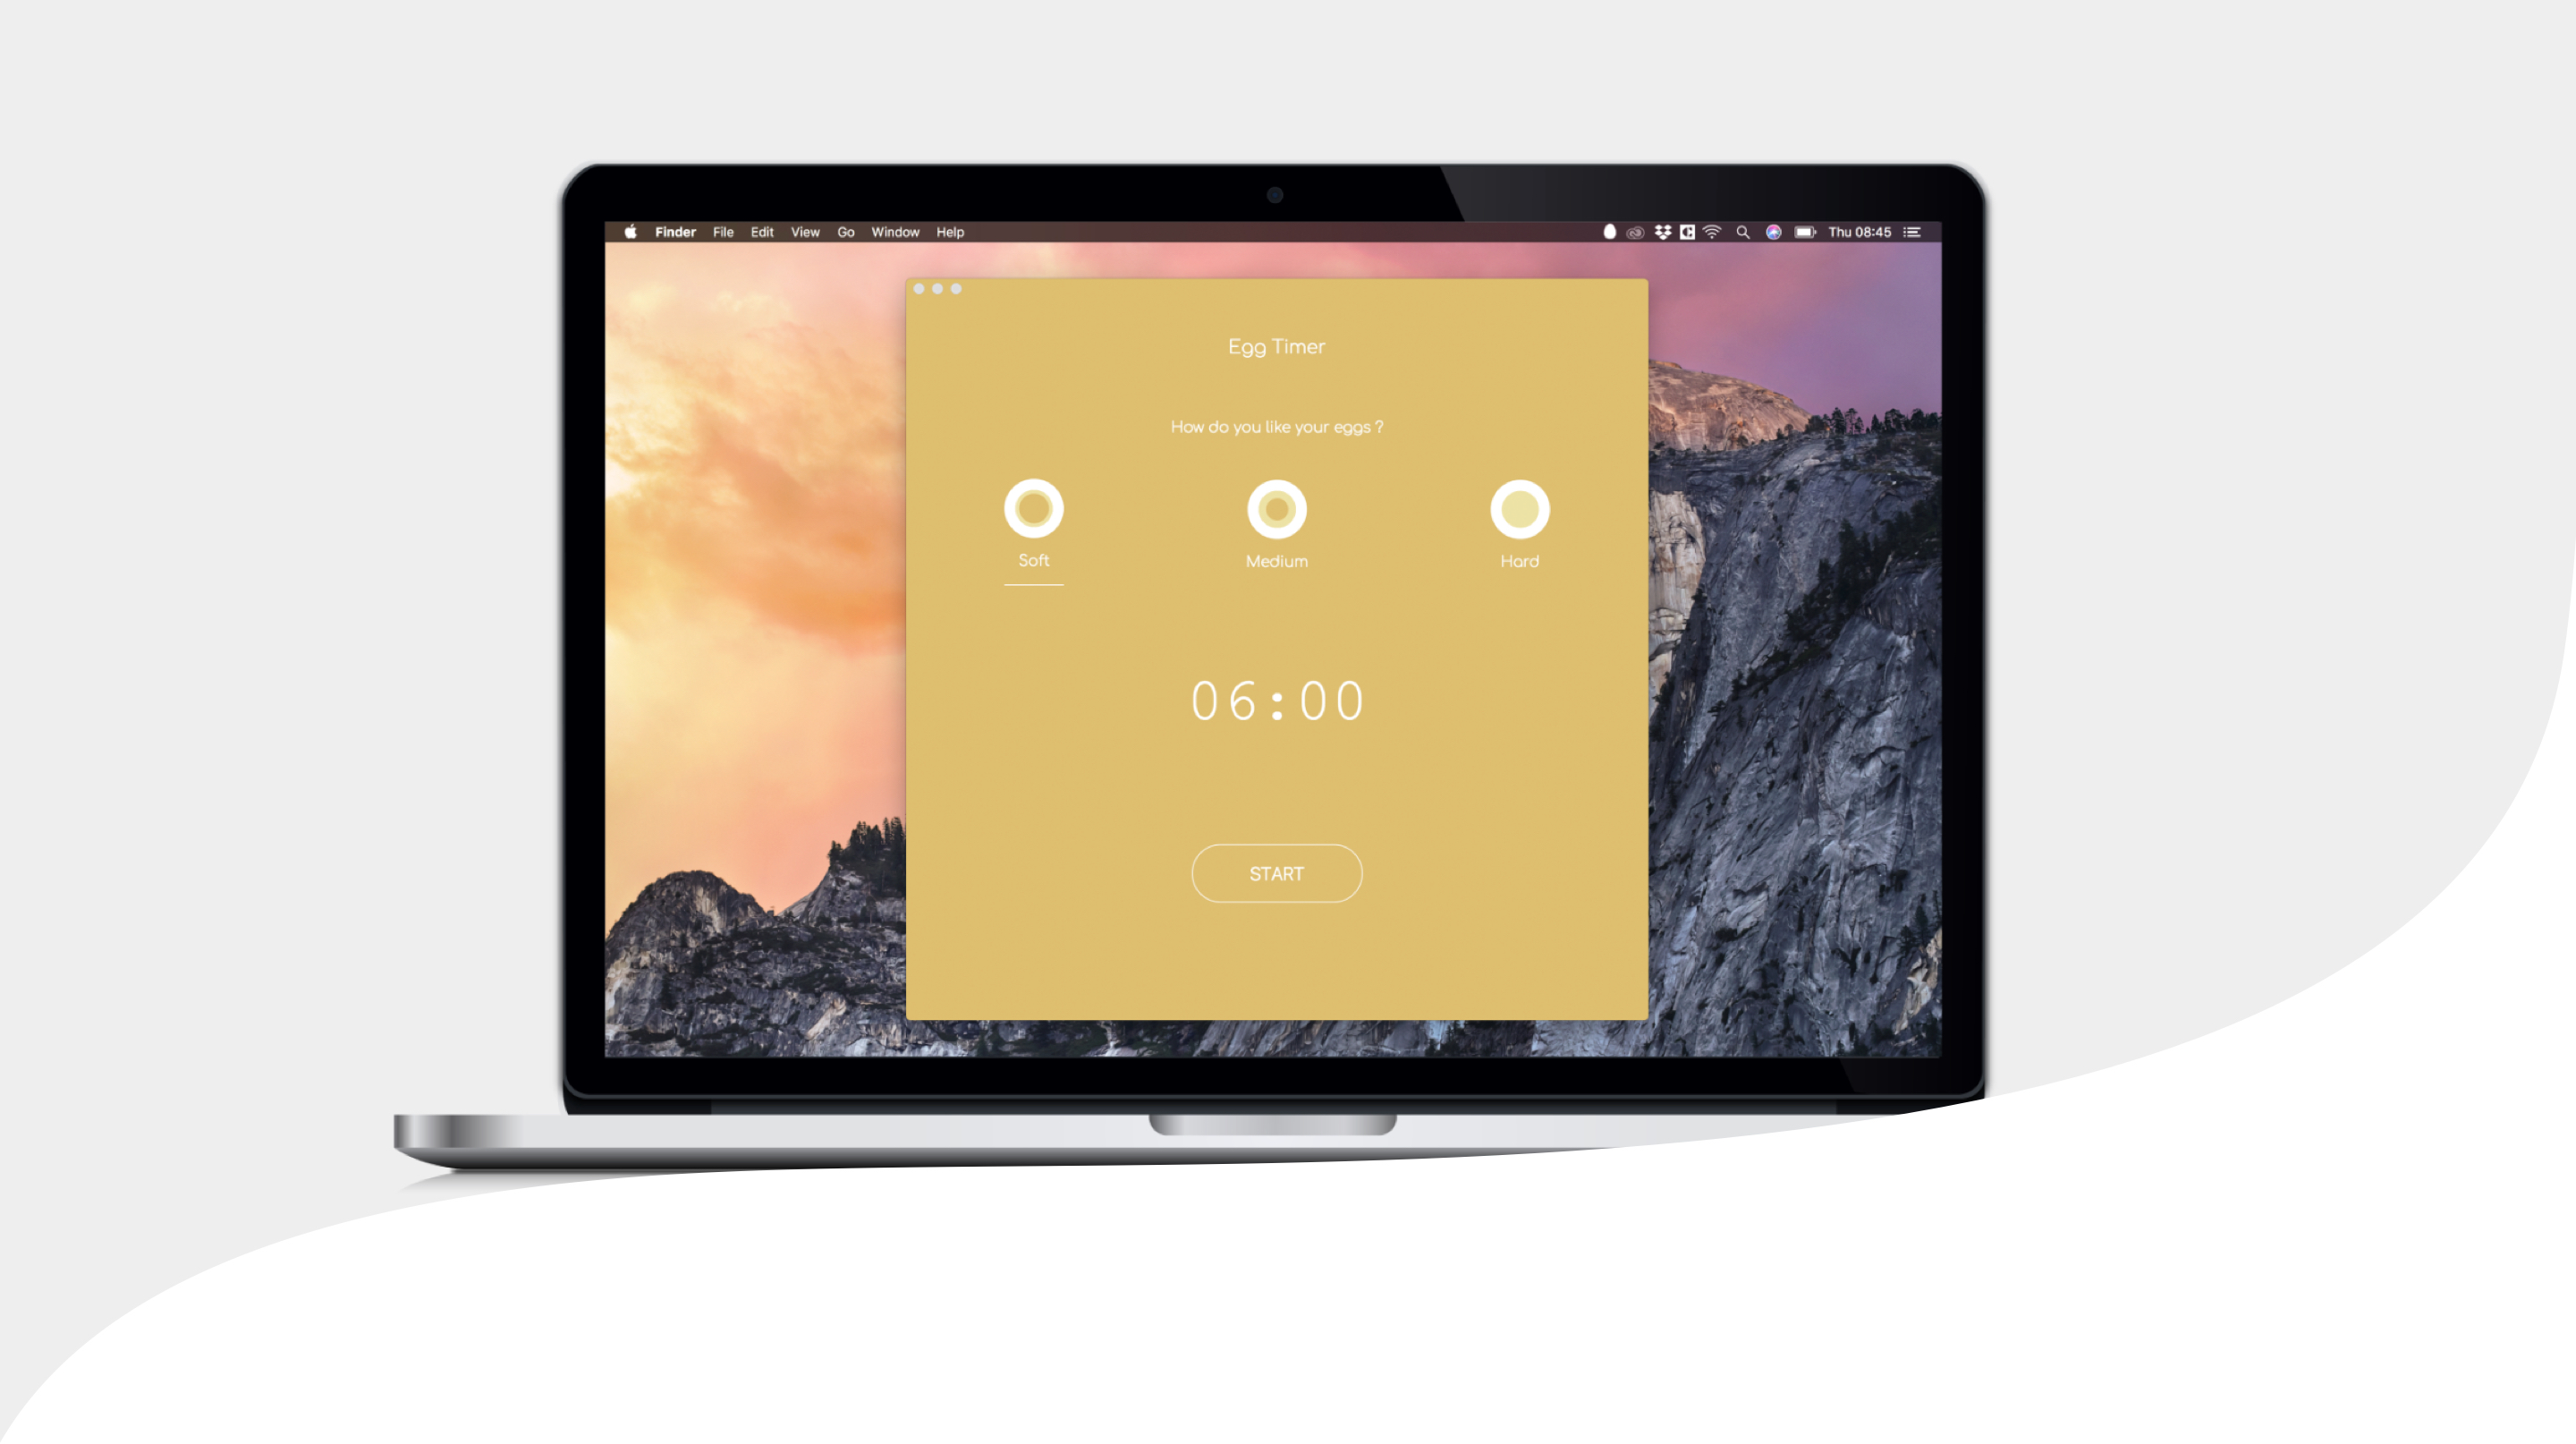 Finder File Edit View Go Window Help Thu 08:45
Egg Timer
How do you like your eggs ?
Soft Medium Hard
06:00
START